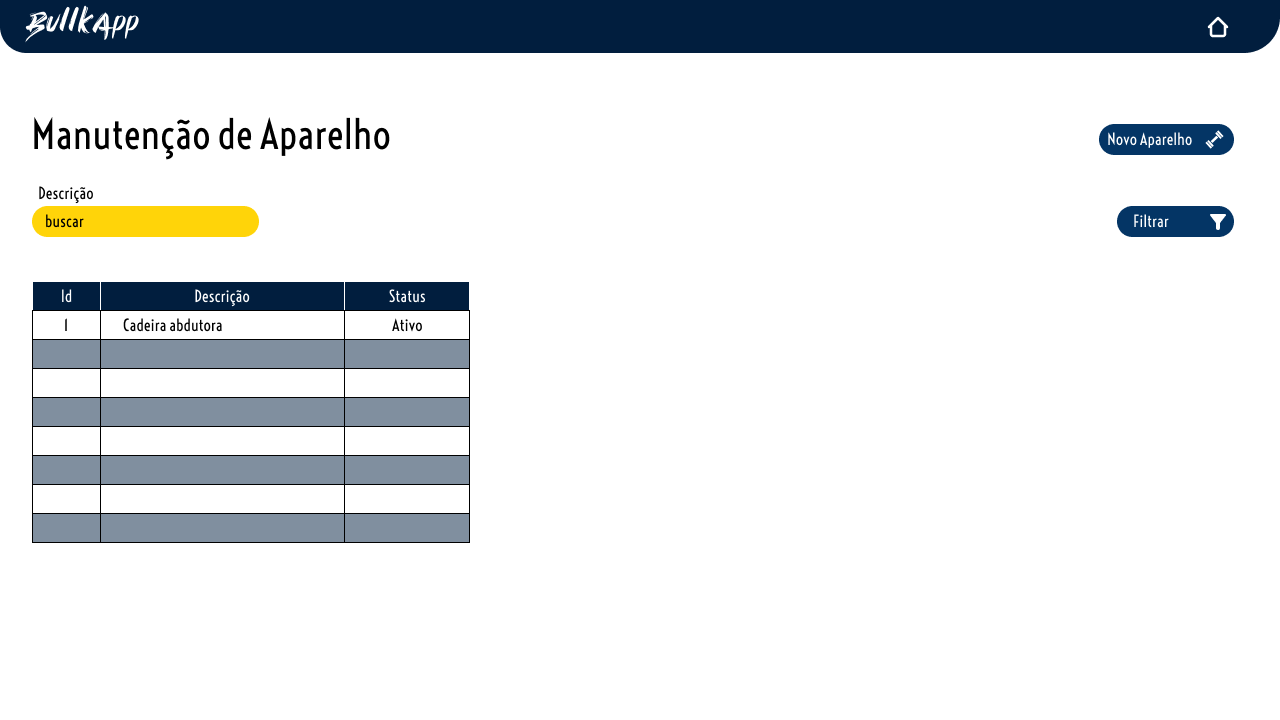 BullkApp
Manutenção de Aparelho
Novo Aparelho
Descrição
buscar
Filtrar
Id Descrição Status
1 Cadeira abdutora Ativo